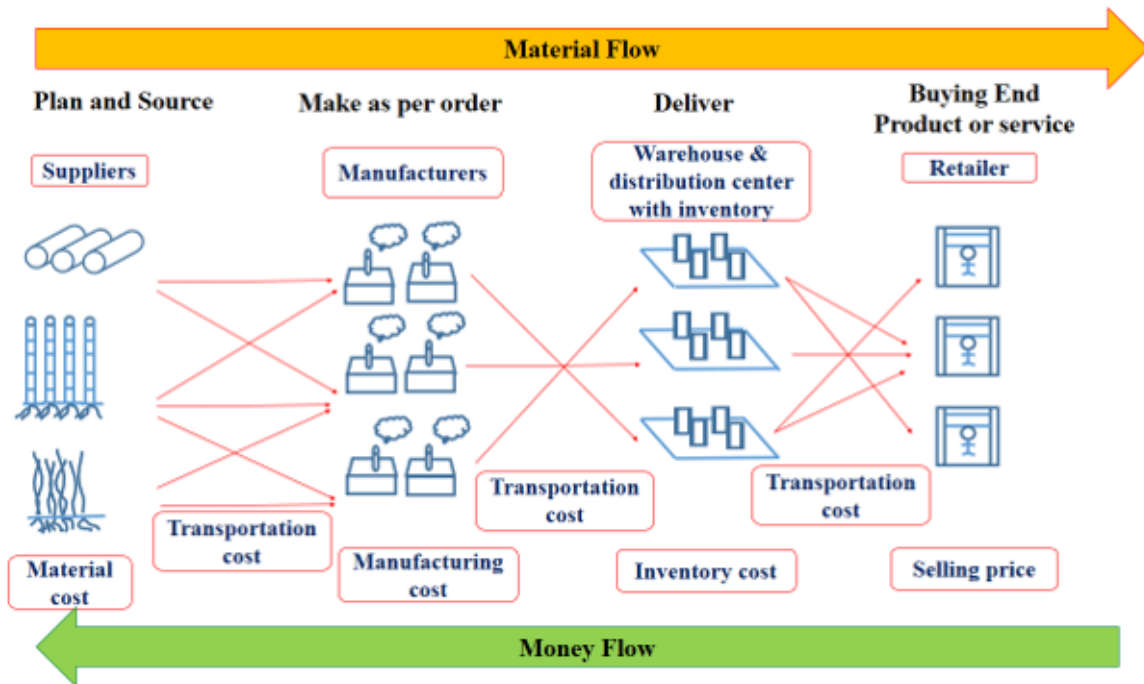 Material Flow
Plan and Source
Make as per order
Deliver
Buying End
Product or service
Suppliers
Manufacturers
Warehouse &
distribution center
with inventory
Retailer
Transportation
cost
Transportation
cost
Transportation
cost
Material
cost
Manufacturing
cost
Inventory cost
Selling price
Money Flow